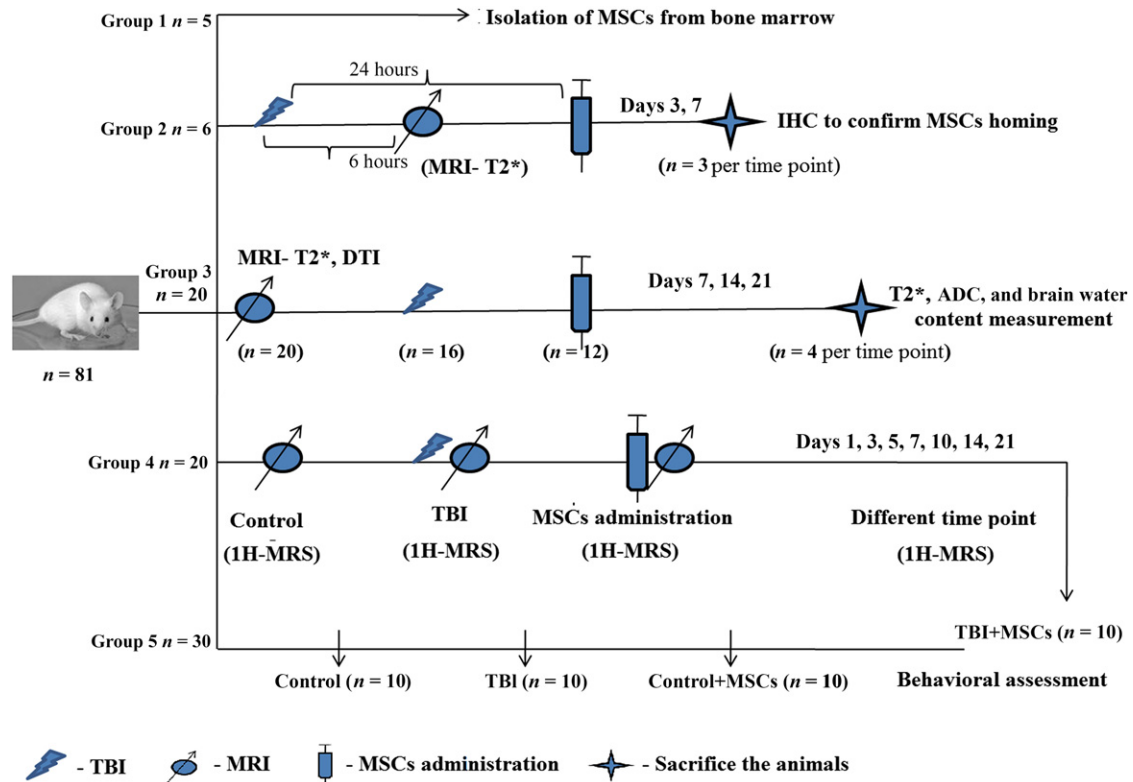 Group 1 n = 5
Isolation of MSCs from bone marrow
24 hours
Days 3, 7
Group 2 n = 6
IHC to confirm MSCs homing
6 hours
(MRI- T2*)
(n = 3 per time point)
MRI- T2*, DTI
Group 3
n = 20
Days 7, 14, 21
T2*, ADC, and brain water
content measurement
(n = 20)
(n = 16)
(n = 12)
(n = 4 per time point)
n = 81
Days 1, 3, 5, 7, 10, 14, 21
Group 4 n = 20
Control
(1H-MRS)
TBI
(1H-MRS)
MSCs administration
(1H-MRS)
Different time point
(1H-MRS)
Group 5 n = 30
TBI+MSCs (n = 10)
Control (n = 10)
TBI (n = 10)
Control+MSCs (n = 10)
Behavioral assessment
- TBI
- MRI
- MSCs administration
- Sacrifice the animals